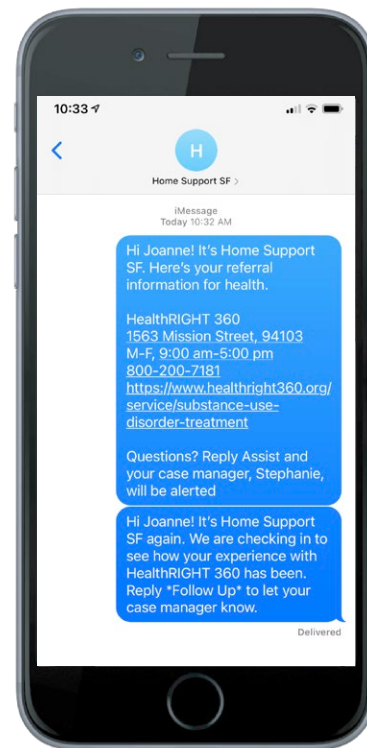 10:33
H
Home Support SF >
iMessage
Today 10:32 AM
Hi Joanne! It's Home Support
SF. Here's your referral
information for health.
HealthRIGHT 360
1563 Mission Street, 94103
M-F, 9:00 am-5:00 pm
800-200-7181
https://www.healthright360.org/
service/substance-use-
disorder-treatment
Questions? Reply Assist and
your case manager, Stephanie,
will be alerted
Hi Joanne! It's Home Support
SF again. We are checking in to
see how your experience with
HealthRIGHT 360 has been.
Reply *Follow Up* to let your
case manager know.
Delivered